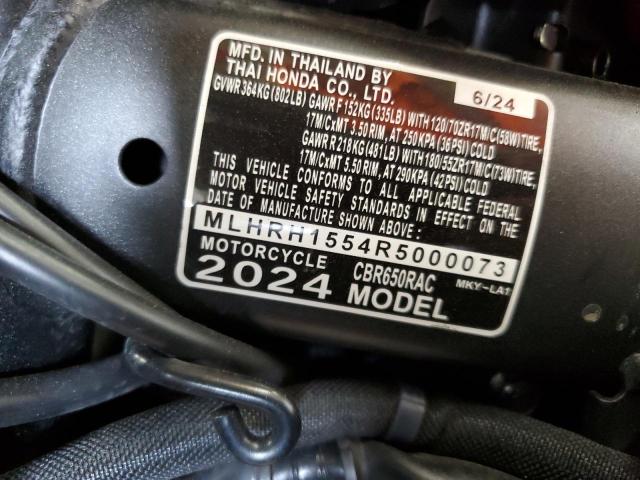 MFD. IN THAILAND BY
THAI HONDA CO., LTD. 6/24
GVWR 364KG (802LB) GAWR F 152KG (335LB) WITH 120/70ZR17M/C(58W)TIRE,
17M/CxMT 3.50 RIM, AT 250KPA (36PSI) COLD
GAWR R 218KG (481LB) WITH 180/55ZR17M/C(73W)TIRE,
17M/CxMT 5.50 RIM, AT 290KPA (42PSI) COLD
THIS VEHICLE CONFORMS TO ALL APPLICABLE FEDERAL
MOTOR VEHICLE SAFETY STANDARDS IN EFFECT ON THE
DATE OF MANUFACTURE SHOWN ABOVE:
MLHRH1554R5000073
MOTORCYCLE CBR650RAC MKY-LA1
2024 MODEL